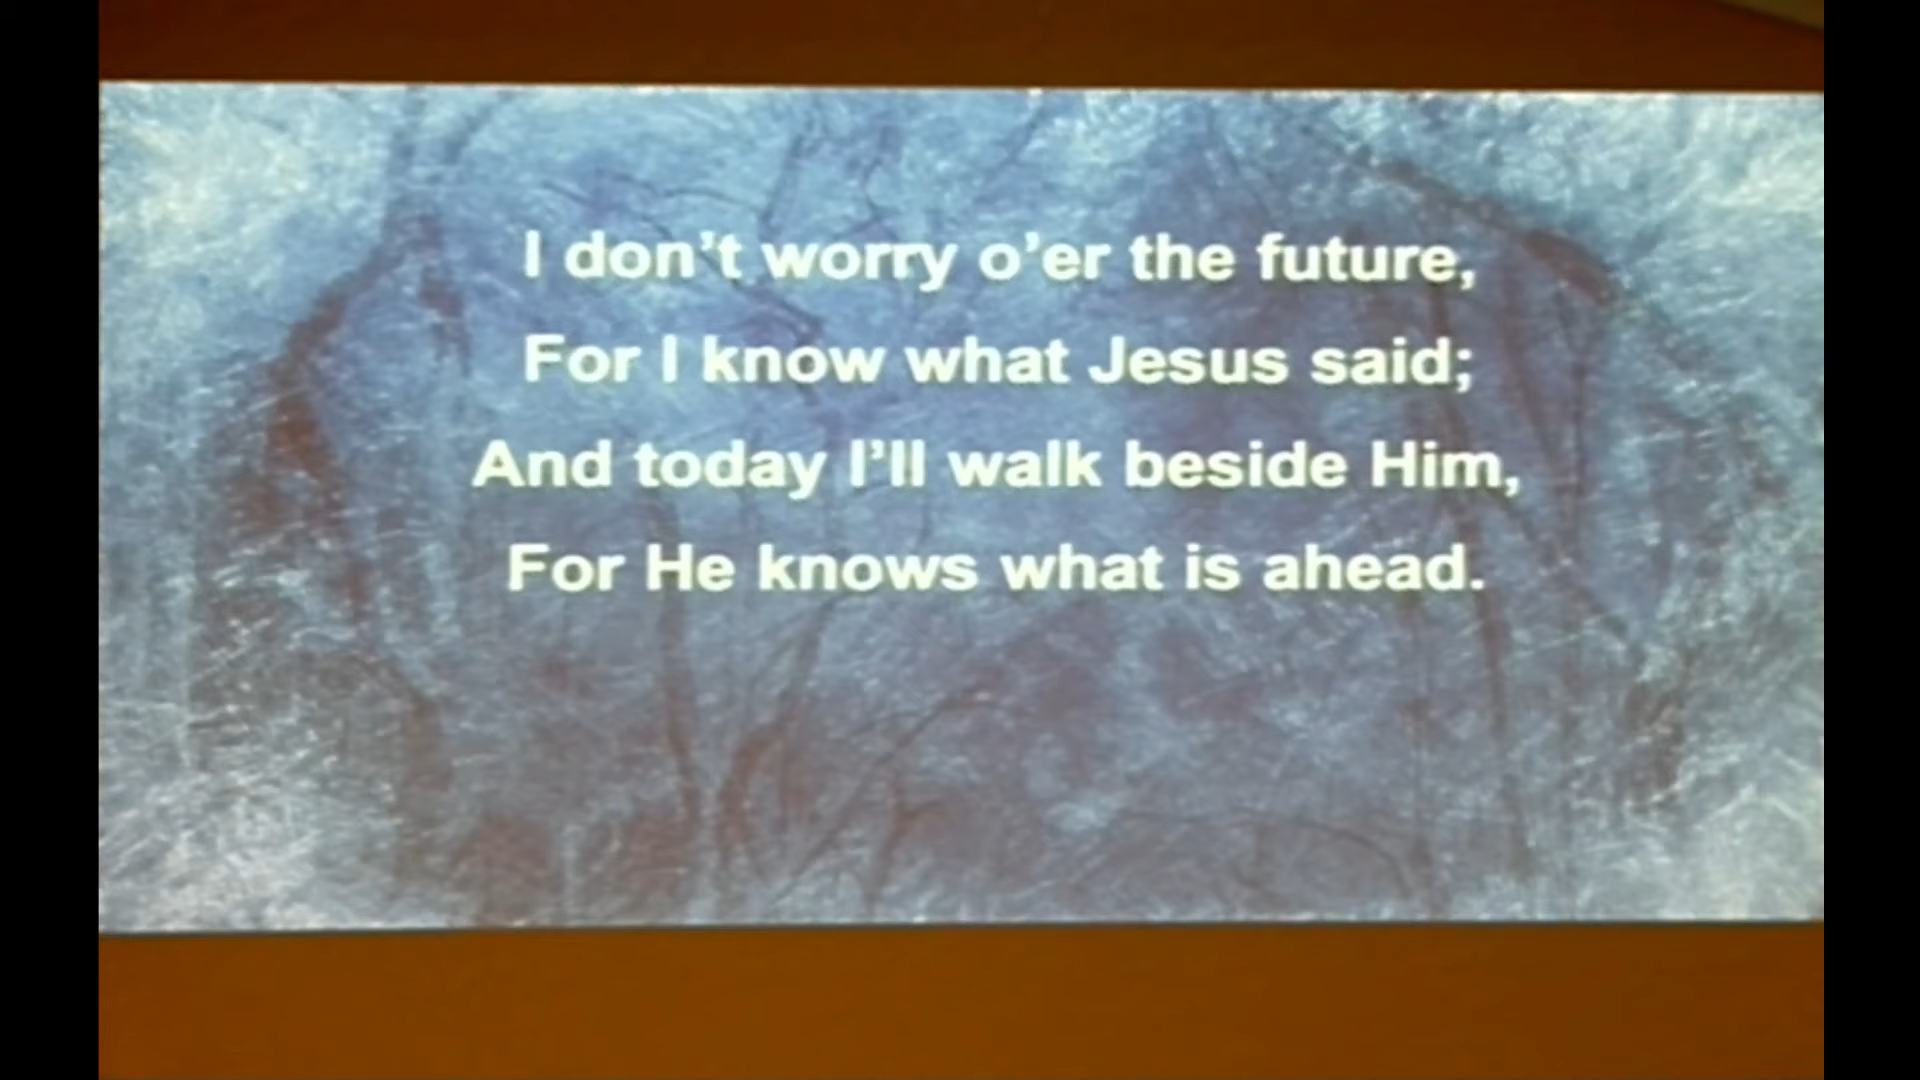 I don’t worry o’er the future,
For I know what Jesus said;
And today I’ll walk beside Him,
For He knows what is ahead.